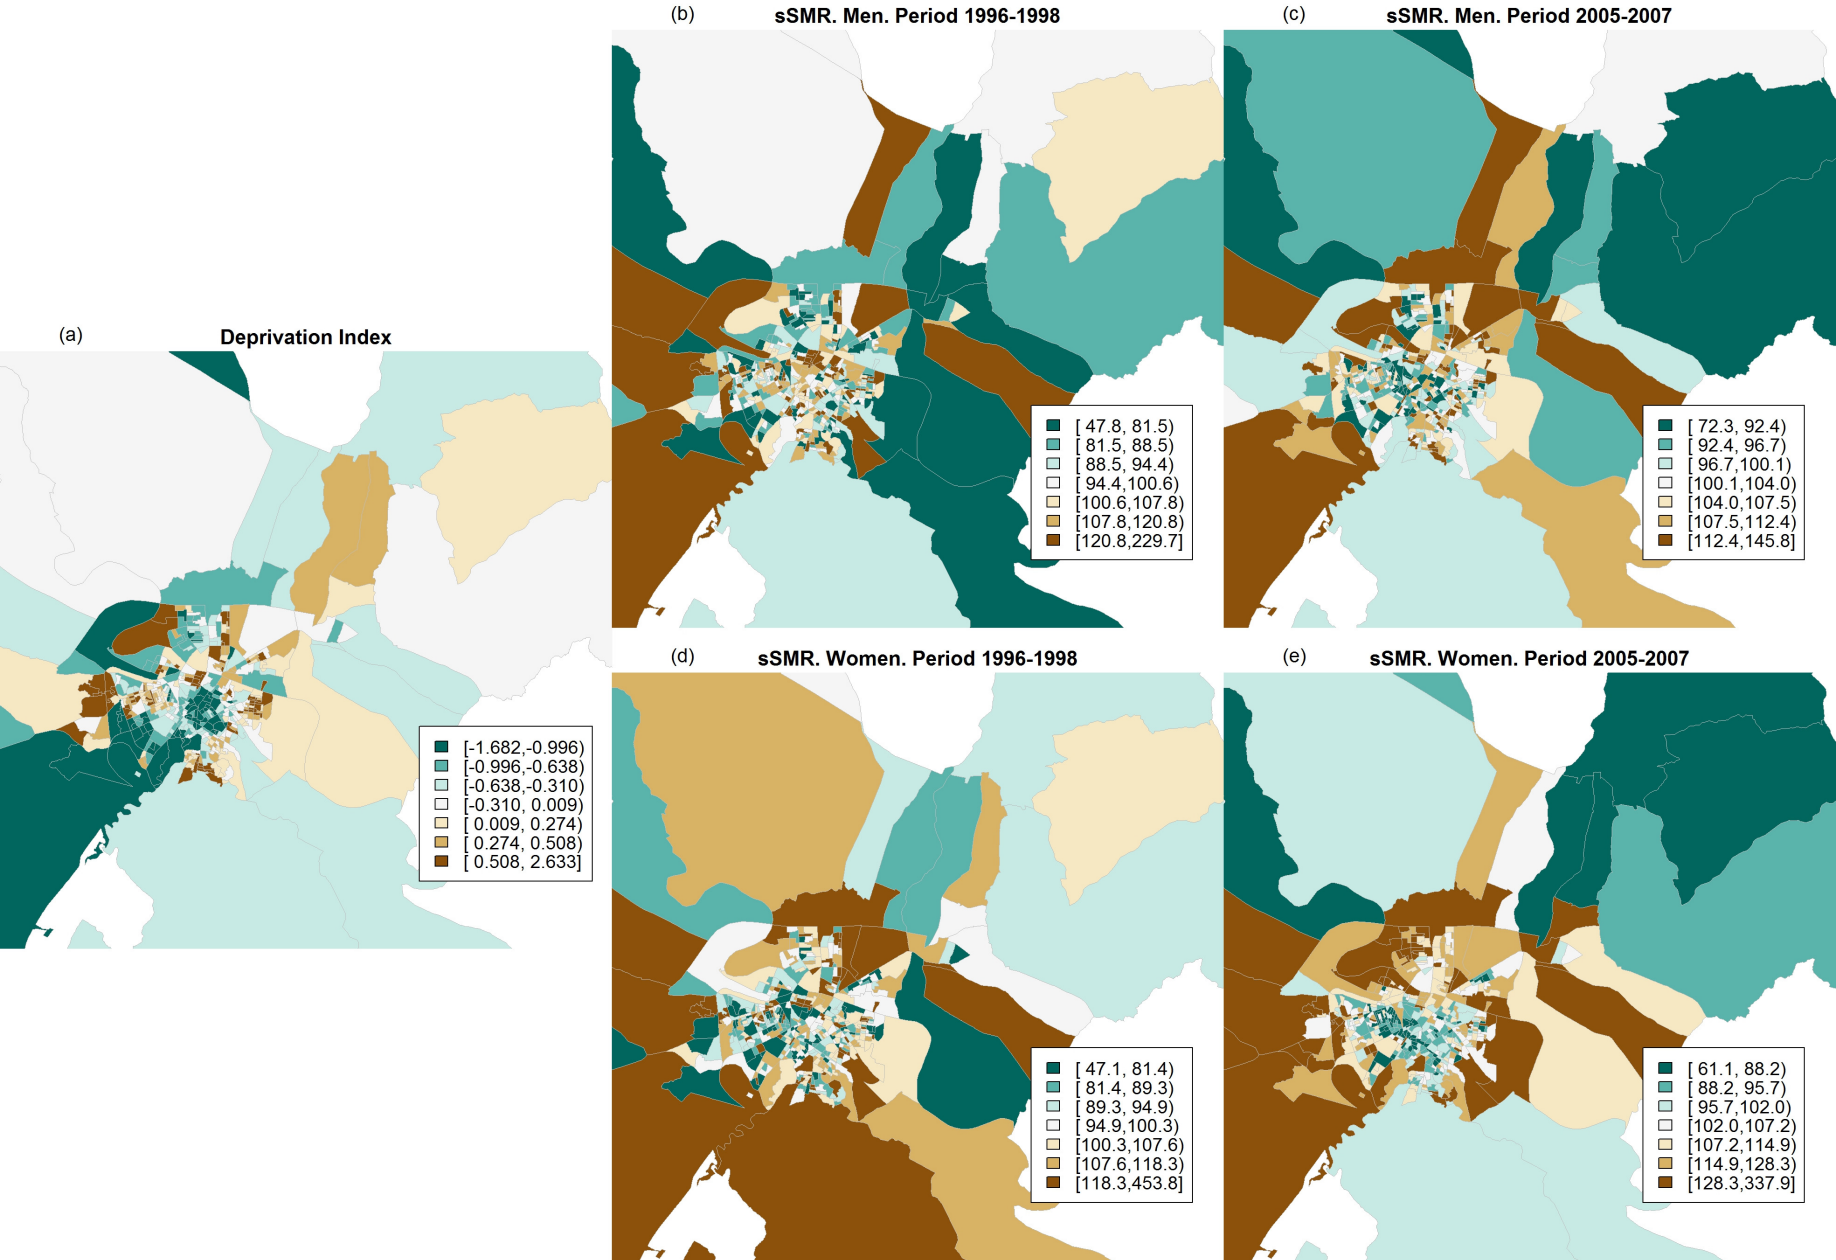 (a)
Deprivation Index
[-1.682,-0.996)
[-0.996,-0.638)
[-0.638,-0.310)
[-0.310, 0.009)
[ 0.009, 0.274)
[ 0.274, 0.508)
[ 0.508, 2.633]
(b)
sSMR. Men. Period 1996-1998
[ 47.8, 81.5)
[ 81.5, 88.5)
[ 88.5, 94.4)
[ 94.4,100.6)
[100.6,107.8)
[107.8,120.8)
[120.8,229.7]
(c)
sSMR. Men. Period 2005-2007
[ 72.3, 92.4)
[ 92.4, 96.7)
[ 96.7,100.1)
[100.1,104.0)
[104.0,107.5)
[107.5,112.4)
[112.4,145.8]
(d)
sSMR. Women. Period 1996-1998
[ 47.1, 81.4)
[ 81.4, 89.3)
[ 89.3, 94.9)
[ 94.9,100.3)
[100.3,107.6)
[107.6,118.3)
[118.3,453.8]
(e)
sSMR. Women. Period 2005-2007
[ 61.1, 88.2)
[ 88.2, 95.7)
[ 95.7,102.0)
[102.0,107.2)
[107.2,114.9)
[114.9,128.3)
[128.3,337.9]